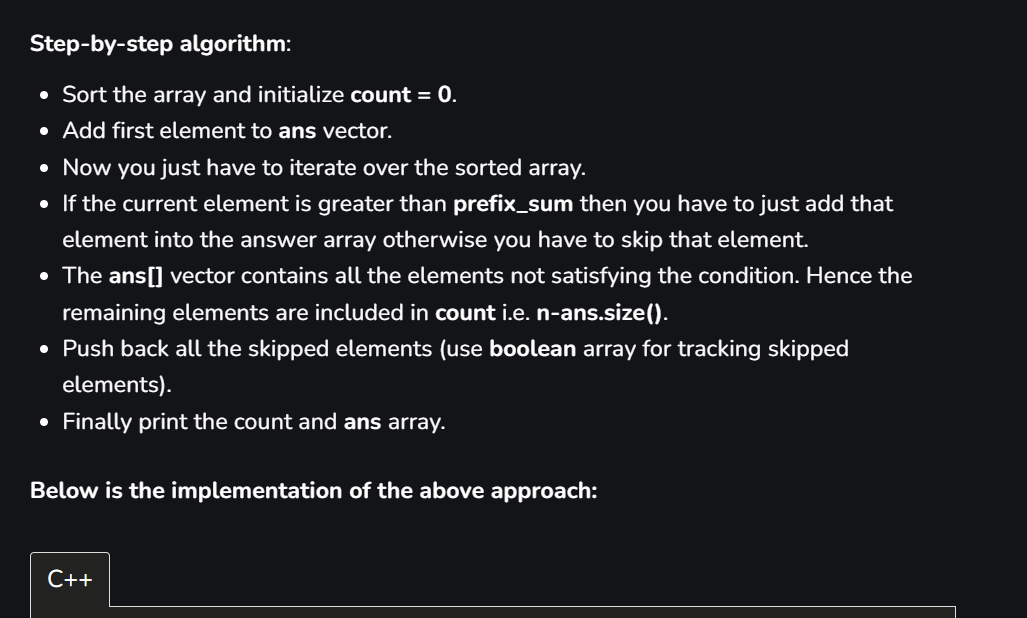 Step-by-step algorithm:
• Sort the array and initialize count = 0.
• Add first element to ans vector.
• Now you just have to iterate over the sorted array.
• If the current element is greater than prefix_sum then you have to just add that
element into the answer array otherwise you have to skip that element.
• The ans[] vector contains all the elements not satisfying the condition. Hence the
remaining elements are included in count i.e. n-ans.size().
• Push back all the skipped elements (use boolean array for tracking skipped
elements).
• Finally print the count and ans array.
Below is the implementation of the above approach:
C++